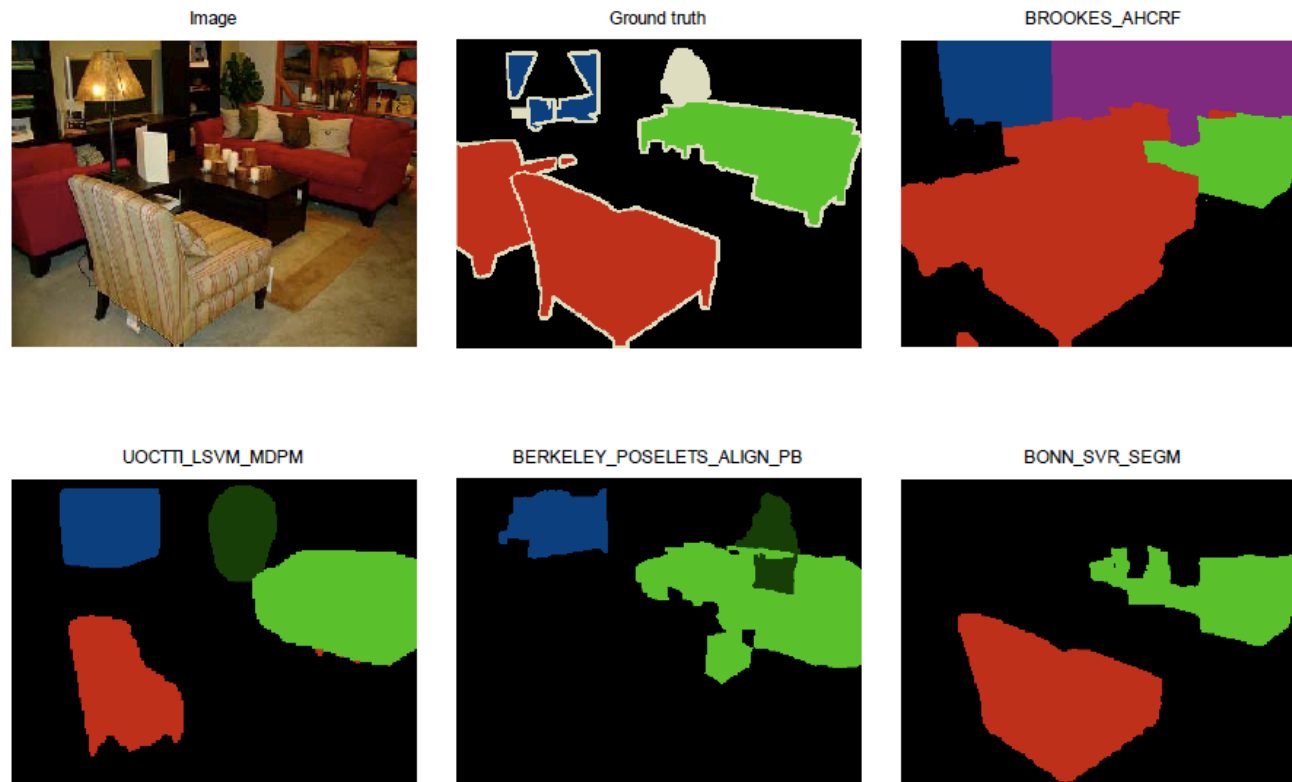 Image
Ground truth
BROOKES_AHCRF
UOCTTI_LSVM_MDPM
BERKELEY_POSELETS_ALIGN_PB
BONN_SVR_SEGM